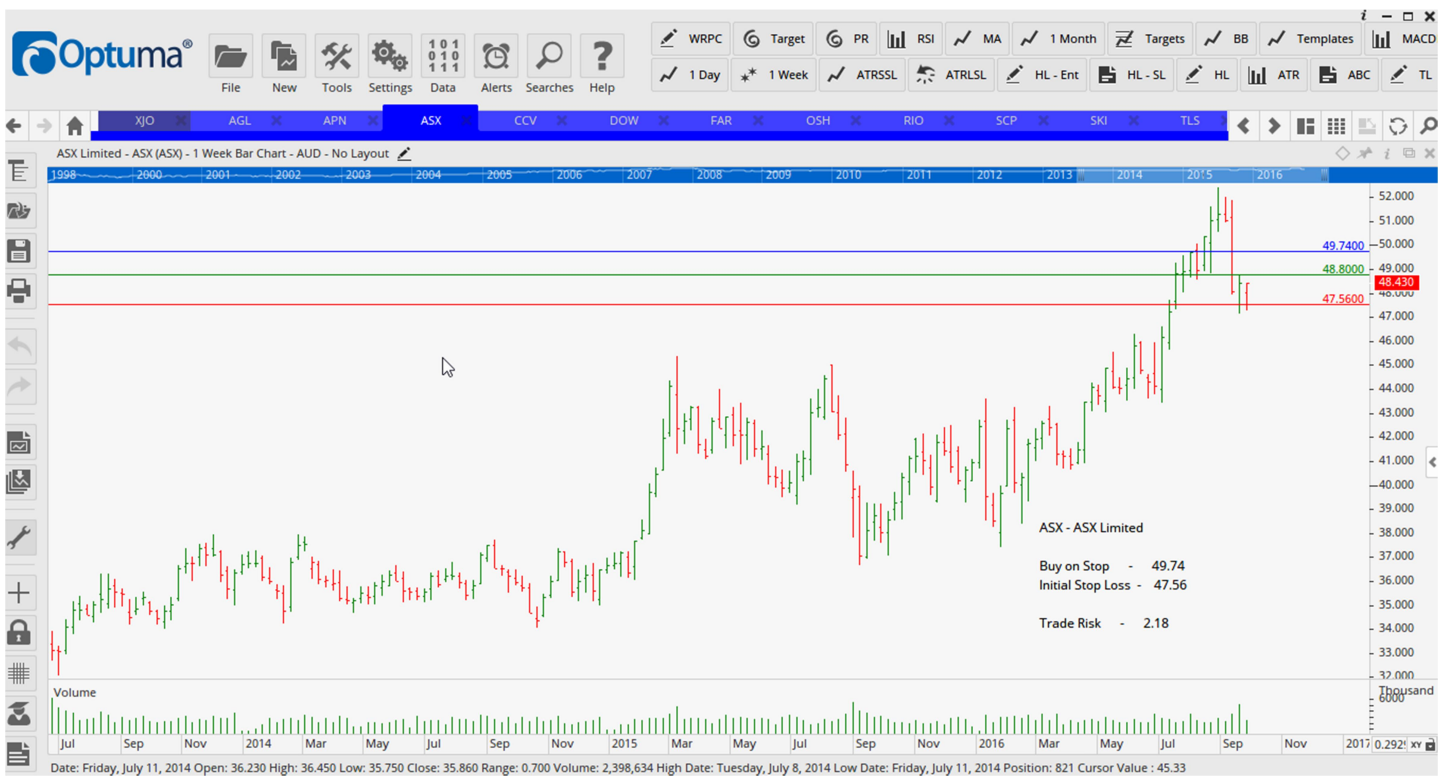 i
Optuma®
File New Tools Settings Data Alerts Searches Help
101
010
111
WRPC Target PR RSI MA 1 Month Targets BB Templates MACD
1 Day 1 Week ATRSSL ATRLSL HL - Ent HL - SL HL ATR ABC TL
XJO AGL APN ASX CCV DOW FAR OSH RIO SCP SKI TLS
ASX Limited - ASX (ASX) - 1 Week Bar Chart - AUD - No Layout
i
1998 2000 2001 2002 2003 2004 2005 2006 2007 2008 2009 2010 2011 2012 2013 2014 2015 2016
52.000
51.000
49.7400 50.000
48.8000 49.000
48.430
47.5600 48.000
47.000
46.000
45.000
44.000
43.000
42.000
41.000
40.000
39.000
38.000
37.000
36.000
35.000
34.000
33.000
32.000
ASX - ASX Limited
Buy on Stop - 49.74
Initial Stop Loss - 47.56
Trade Risk - 2.18
Volume
Thousand
6000
Jul Sep Nov 2014 Mar May Jul Sep Nov 2015 Mar May Jul Sep Nov 2016 Mar May Jul Sep Nov 2017 XY
Date: Friday, July 11, 2014 Open: 36.230 High: 36.450 Low: 35.750 Close: 35.860 Range: 0.700 Volume: 2,398,634 High Date: Tuesday, July 8, 2014 Low Date: Friday, July 11, 2014 Position: 821 Cursor Value : 45.33